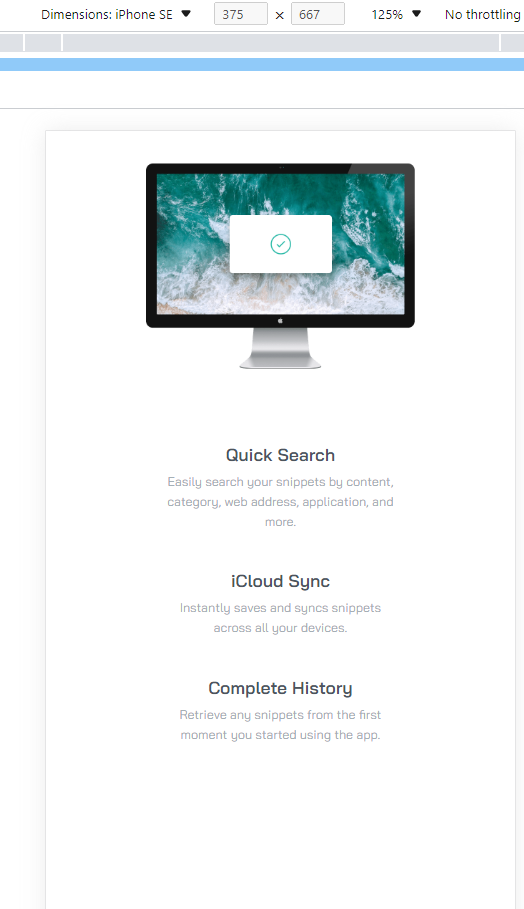 Dimensions: iPhone SE 375 × 667 125% No throttling
Quick Search
Easily search your snippets by content,
category, web address, application, and
more.
iCloud Sync
Instantly saves and syncs snippets
across all your devices.
Complete History
Retrieve any snippets from the first
moment you started using the app.